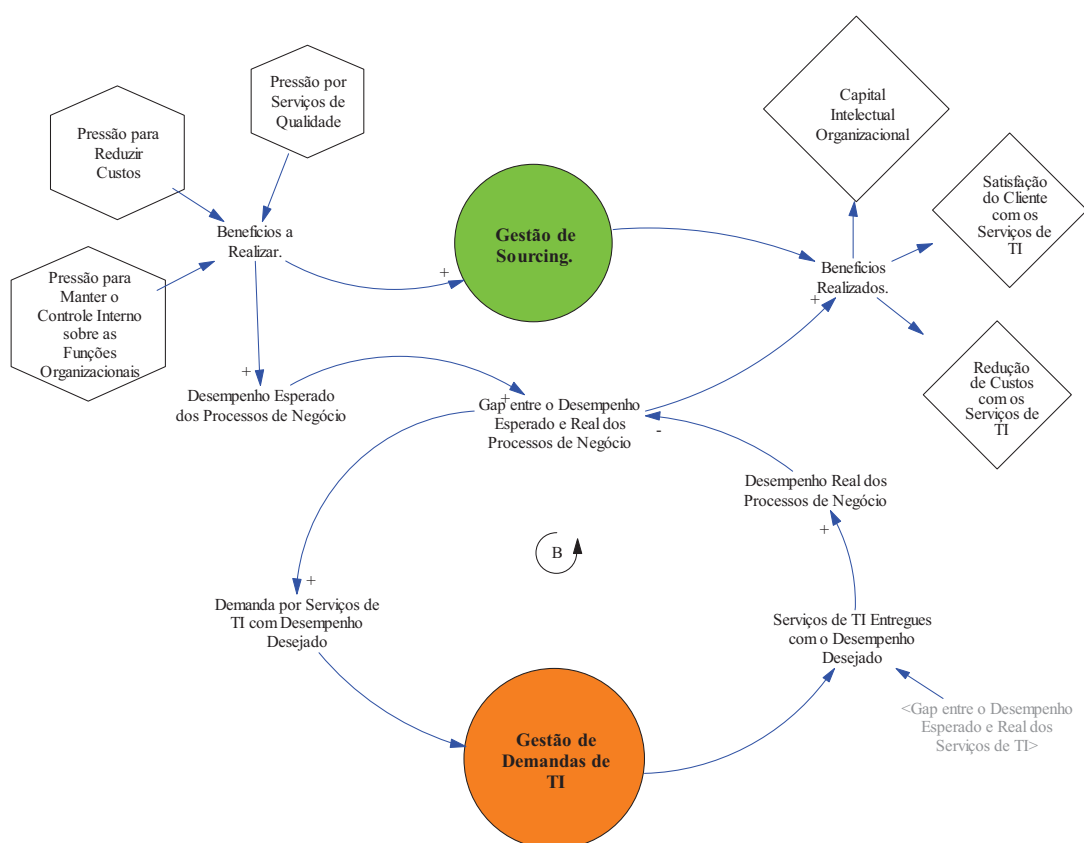 Pressão por
Serviços de
Qualidade
Pressão para
Reduzir
Custos
Capital
Intelectual
Organizacional
Satisfação
do Cliente
com os
Serviços de
TI
Benefícios a
Realizar.
Gestão de
Sourcing.
+
Benefícios
Realizados.
+
Pressão para
Manter o
Controle Interno
sobre as
Funções
Organizacionais
Redução
de Custos
com os
Serviços de
TI
+
Desempenho Esperado
dos Processos de Negócio
+
Gap entre o Desempenho
Esperado e Real dos
Processos de Negócio
-
Desempenho Real dos
Processos de Negócio
+
B
+
Demanda por Serviços de
TI com Desempenho
Desejado
Serviços de TI Entregues
com o Desempenho
Desejado
<Gap entre o Desempenho
Esperado e Real dos
Serviços de TI>
Gestão de
Demandas de
TI